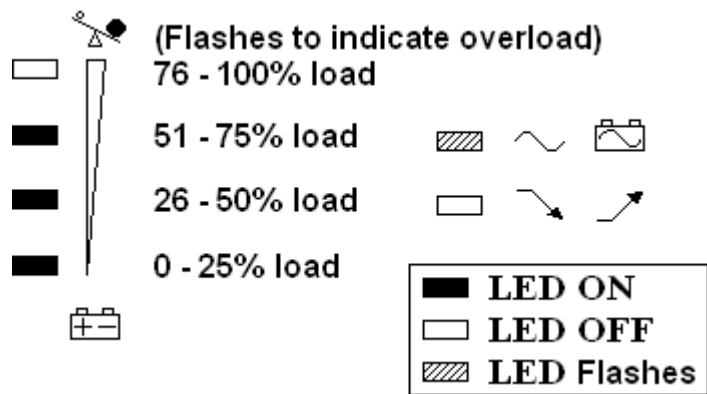 (Flashes to indicate overload)
76 - 100% load
51 - 75% load
26 - 50% load
0 - 25% load
LED ON
LED OFF
LED Flashes